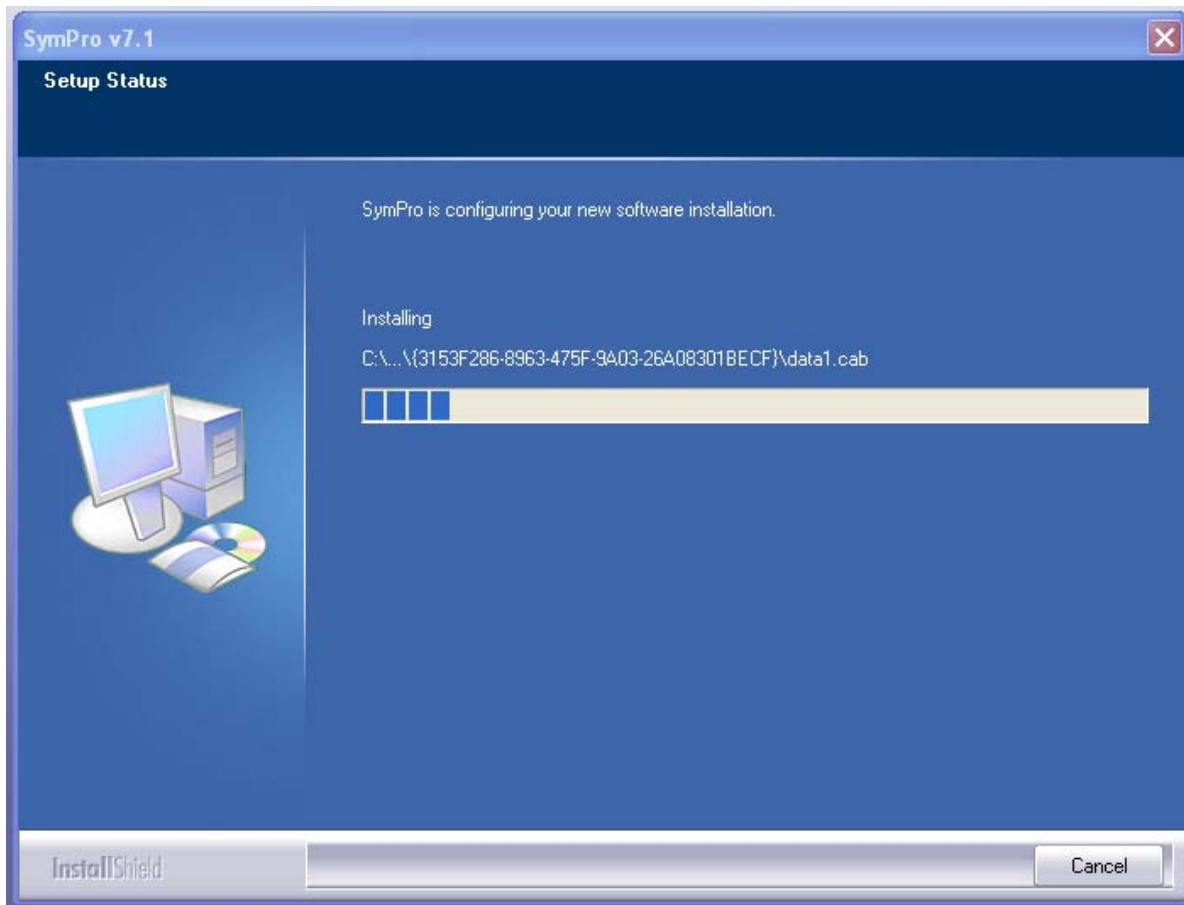 SymPro v7.1
Setup Status
SymPro is configuring your new software installation.
Installing
C:\...\{3153F286-8963-475F-9A03-26A08301BECF}\data1.cab
InstallShield
Cancel